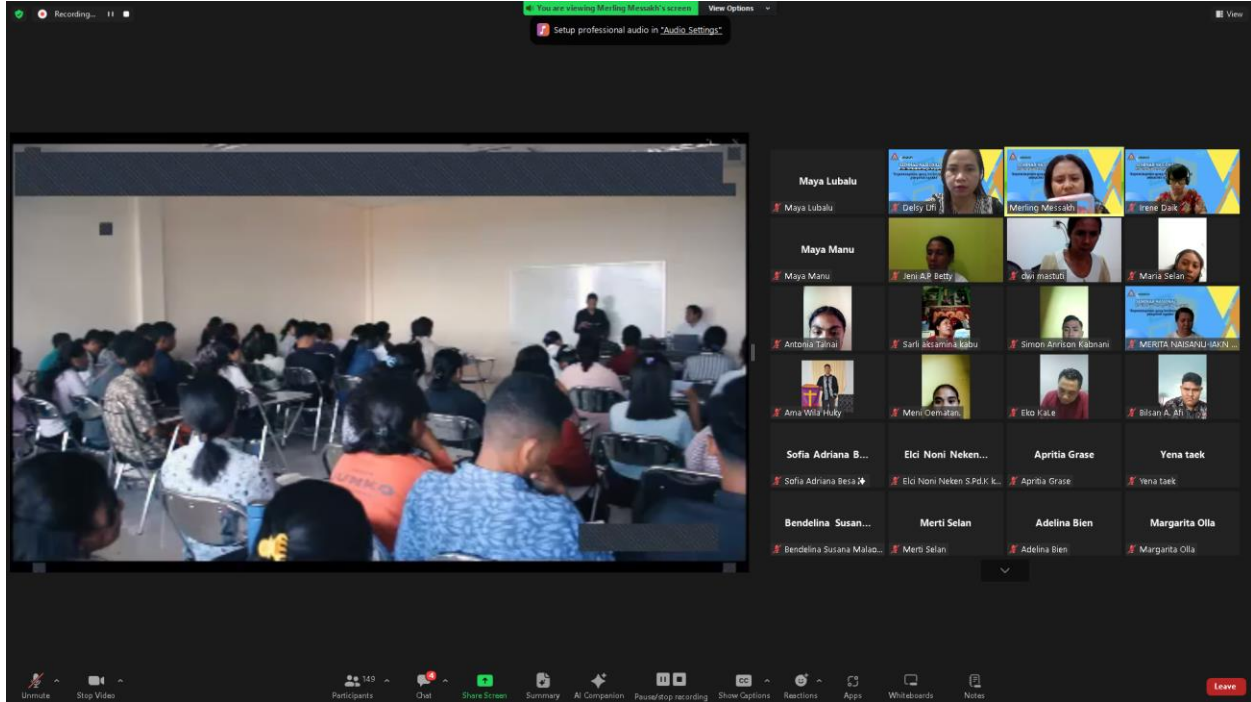 Recording...
You are viewing Merling Messakh's screen
View Options
View
Setup professional audio in "Audio Settings"
Maya Lubalu
Maya Lubalu
Delsy Ufi
Merling Messakh
Irene Daik
Maya Manu
Maya Manu
Jeni A.P Betty
dwi mastuti
Maria Selan
Antonia Tainai
Sarli aksamina kabu
Simon Anrison Kabnani
MERITA NAISANU-IAKN ...
Ama Wila Huky
Meni Oematan.
Eko KaLe
Bilsan A. Afi
Sofia Adriana B...
Elci Noni Neken...
Apritia Grase
Yena taek
Sofia Adriana Besa
Elci Noni Neken S.Pd.K k...
Apritia Grase
Yena taek
Bendelina Susan...
Merti Selan
Adelina Bien
Margarita Olla
Bendelina Susana Malao...
Merti Selan
Adelina Bien
Margarita Olla
Unmute
Stop Video
149
Participants
4
Chat
Share Screen
Summary
AI Companion
Pause/stop recording
CC
Show Captions
Reactions
Apps
Whiteboards
Notes
Leave